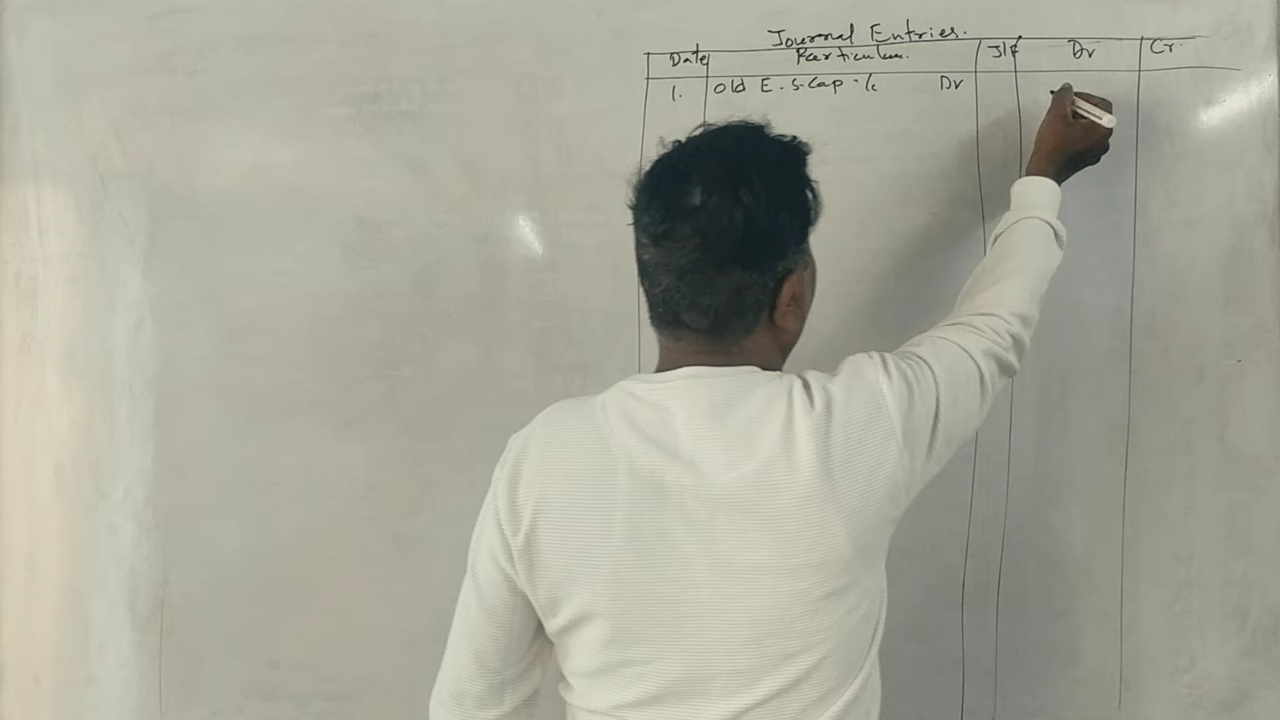 Journal Entries.
Date Particulars. J/F Dr Cr.
1. Old E.S.Cap. A/c Dr